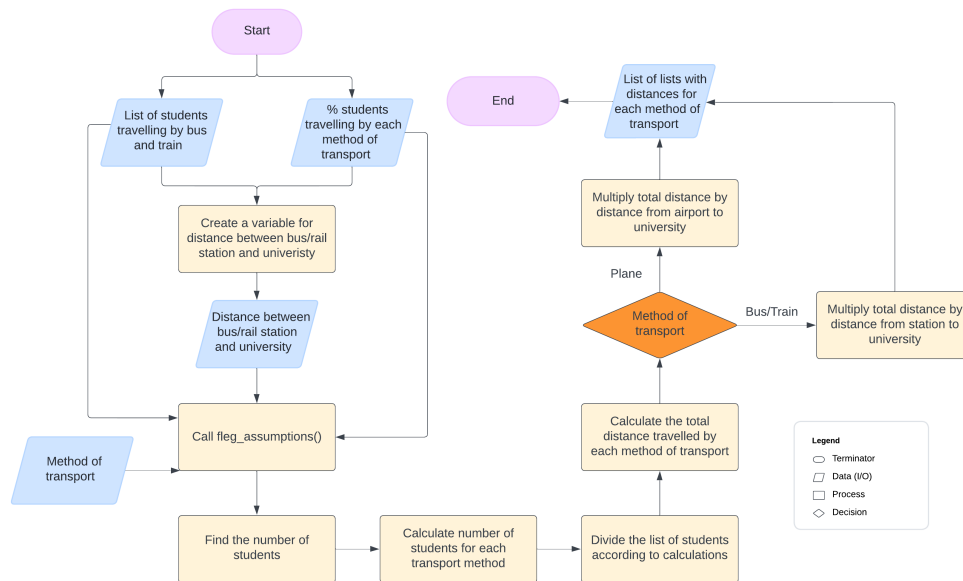 Start
List of students
travelling by bus
and train
% students
travelling by each
method of
transport
Create a variable for
distance between bus/rail
station and univeristy
Distance between
bus/rail station
and university
Call fleg_assumptions()
Method of
transport
Find the number of
students
Calculate number of
students for each
transport method
Divide the list of students
according to calculations
Calculate the total
distance travelled by
each method of transport
Method of
transport
Plane
Bus/Train
Multiply total distance by
distance from airport to
university
Multiply total distance by
distance from station to
university
List of lists with
distances for
each method of
transport
End
Legend
Terminator
Data (I/O)
Process
Decision